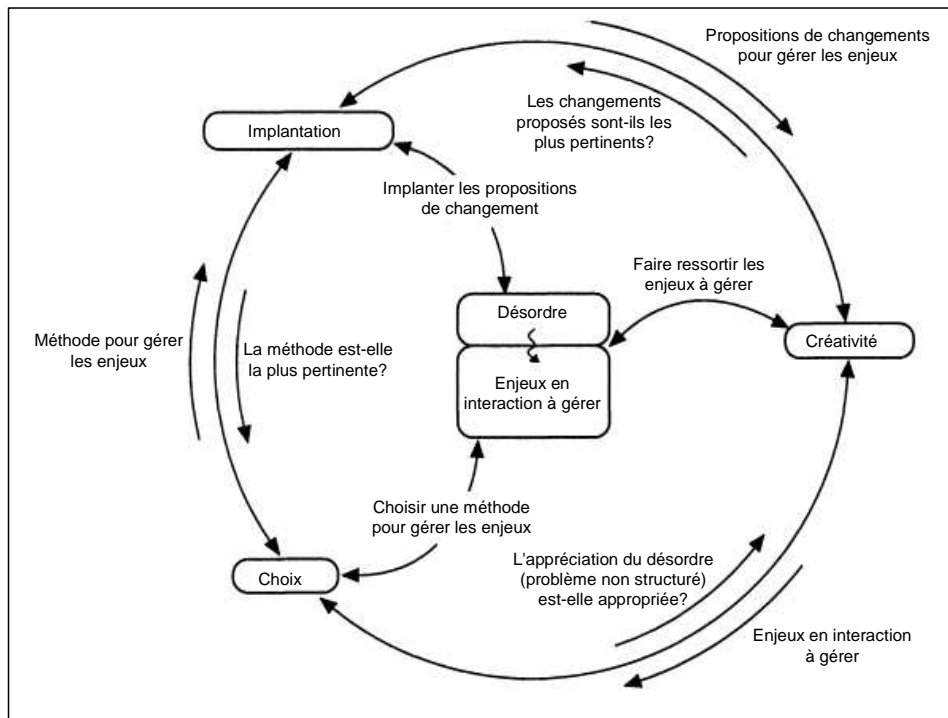 Propositions de changements
pour gérer les enjeux
Les changements
proposés sont-ils les
plus pertinents?
Implantation
Implanter les propositions
de changement
Faire ressortir les
enjeux à gérer
Désordre
Créativité
Méthode pour gérer
les enjeux
La méthode est-elle
la plus pertinente?
Enjeux en
interaction à gérer
Choisir une méthode
pour gérer les enjeux
L'appréciation du désordre
(problème non structuré)
est-elle appropriée?
Choix
Enjeux en interaction
à gérer